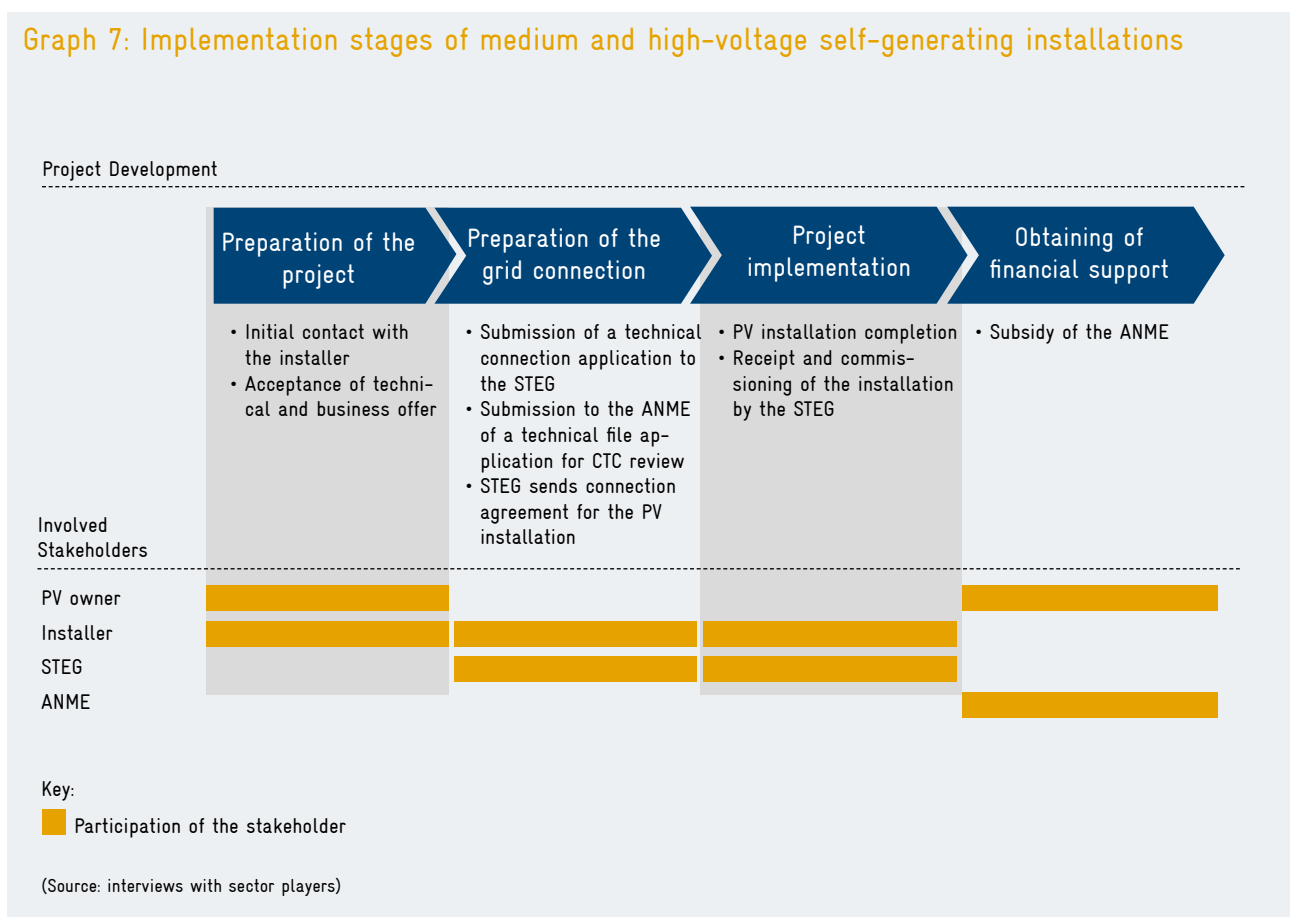 Graph 7: Implementation stages of medium and high-voltage self-generating installations
Project Development
Preparation of the
project
Preparation of the
grid connection
Project
implementation
Obtaining of
financial support
• Initial contact with
the installer
• Acceptance of techni-
cal and business offer
• Submission of a technical
connection application to
the STEG
• Submission to the ANME
of a technical file ap-
plication for CTC review
• STEG sends connection
agreement for the PV
installation
• PV installation completion
• Receipt and commis-
sioning of the installation
by the STEG
• Subsidy of the ANME
Involved
Stakeholders
PV owner
Installer
STEG
ANME
Key:
Participation of the stakeholder
(Source: interviews with sector players)